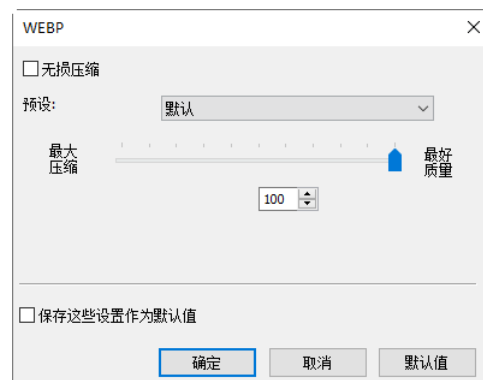 WEBP
无损压缩
预设:
默认
最大
压缩
最好
质量
100
保存这些设置作为默认值
确定
取消
默认值